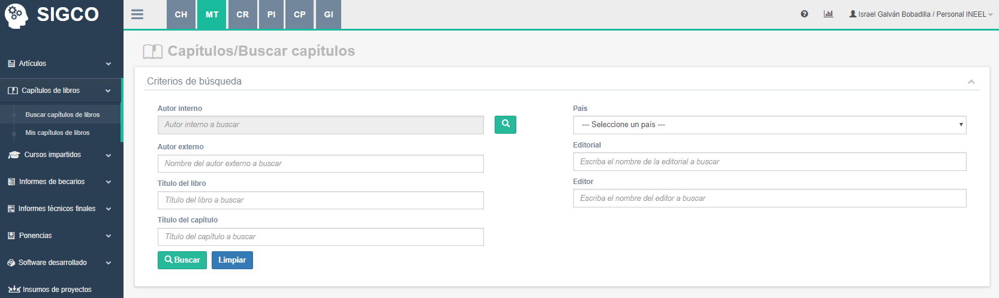 SIGCO
CH MT CR PI CP GI
Israel Galván Bobadilla / Personal INEEL
Artículos
Capítulos de libros
Buscar capítulos de libros
Mis capítulos de libros
Cursos impartidos
Informes de becarios
Informes técnicos finales
Ponencias
Software desarrollado
Insumos de proyectos
Capítulos/Buscar capítulos
Criterios de búsqueda
Autor interno
Autor interno a buscar
Autor externo
Nombre del autor externo a buscar
Título del libro
Título del libro a buscar
Título del capítulo
Título del capítulo a buscar
Buscar Limpiar
País
--- Seleccione un país ---
Editorial
Escriba el nombre de la editorial a buscar
Editor
Escriba el nombre del editor a buscar